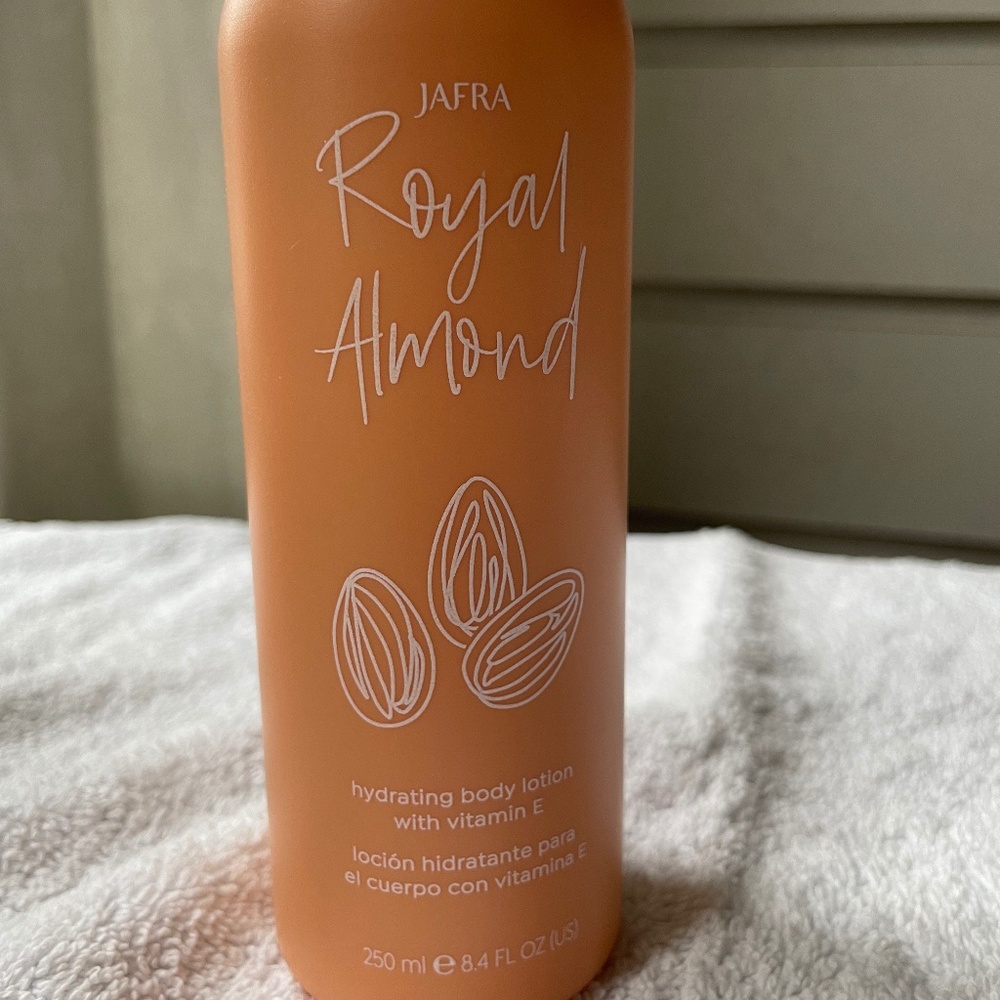 JAFRA
Royal
Almond
hydrating body lotion
with vitamin E
loción hidratante para
el cuerpo con vitamina E
250 ml ℮ 8.4 FL OZ (US)